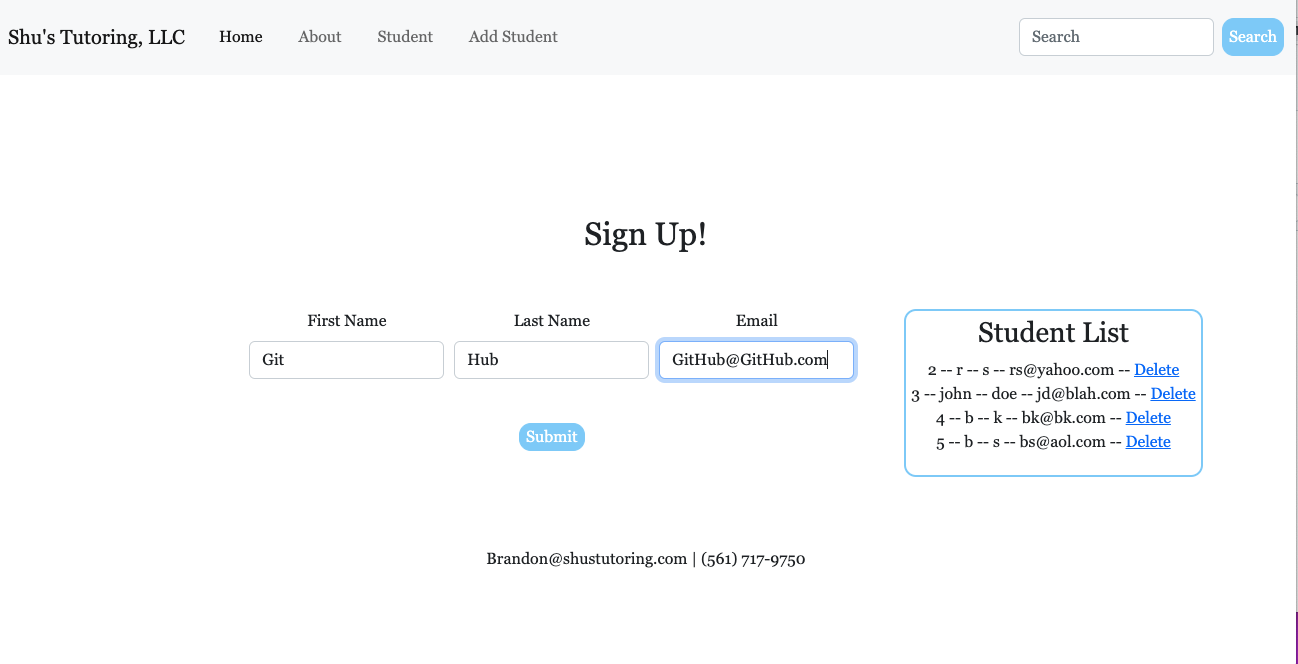 Shu's Tutoring, LLC Home About Student Add Student Search Search
Sign Up!
First Name Last Name Email
Git Hub GitHub@GitHub.com
Submit
Student List
2 -- r -- s -- rs@yahoo.com -- Delete
3 -- john -- doe -- jd@blah.com -- Delete
4 -- b -- k -- bk@bk.com -- Delete
5 -- b -- s -- bs@aol.com -- Delete
Brandon@shustutoring.com | (561) 717-9750